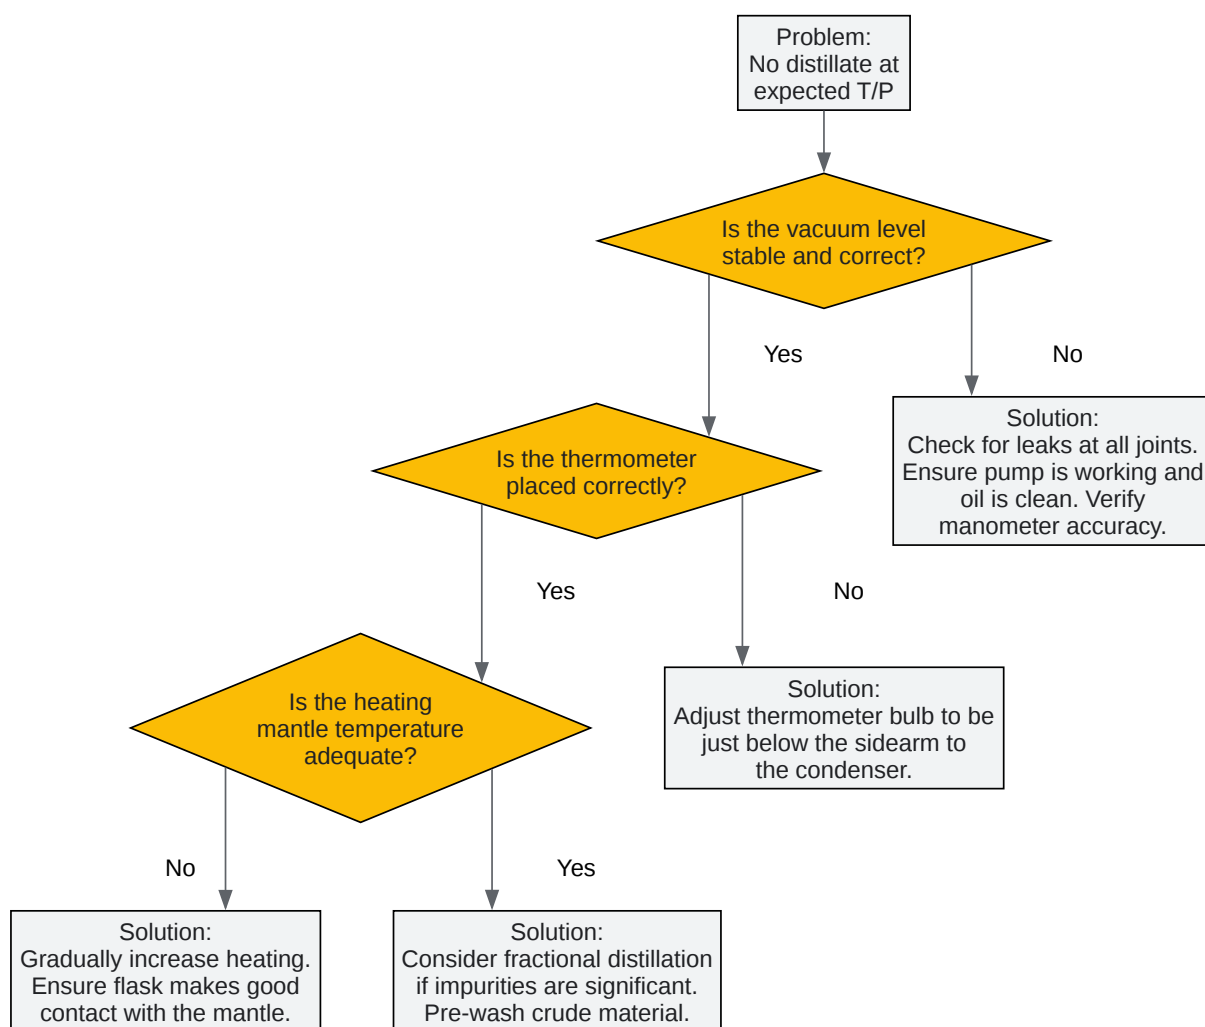 Problem:
No distillate at
expected T/P
Is the vacuum level
stable and correct?
Yes
No
Solution:
Check for leaks at all joints.
Ensure pump is working and
oil is clean. Verify
manometer accuracy.
Is the thermometer
placed correctly?
Yes
No
Solution:
Adjust thermometer bulb to be
just below the sidearm to
the condenser.
Is the heating
mantle temperature
adequate?
No
Yes
Solution:
Gradually increase heating.
Ensure flask makes good
contact with the mantle.
Solution:
Consider fractional distillation
if impurities are significant.
Pre-wash crude material.